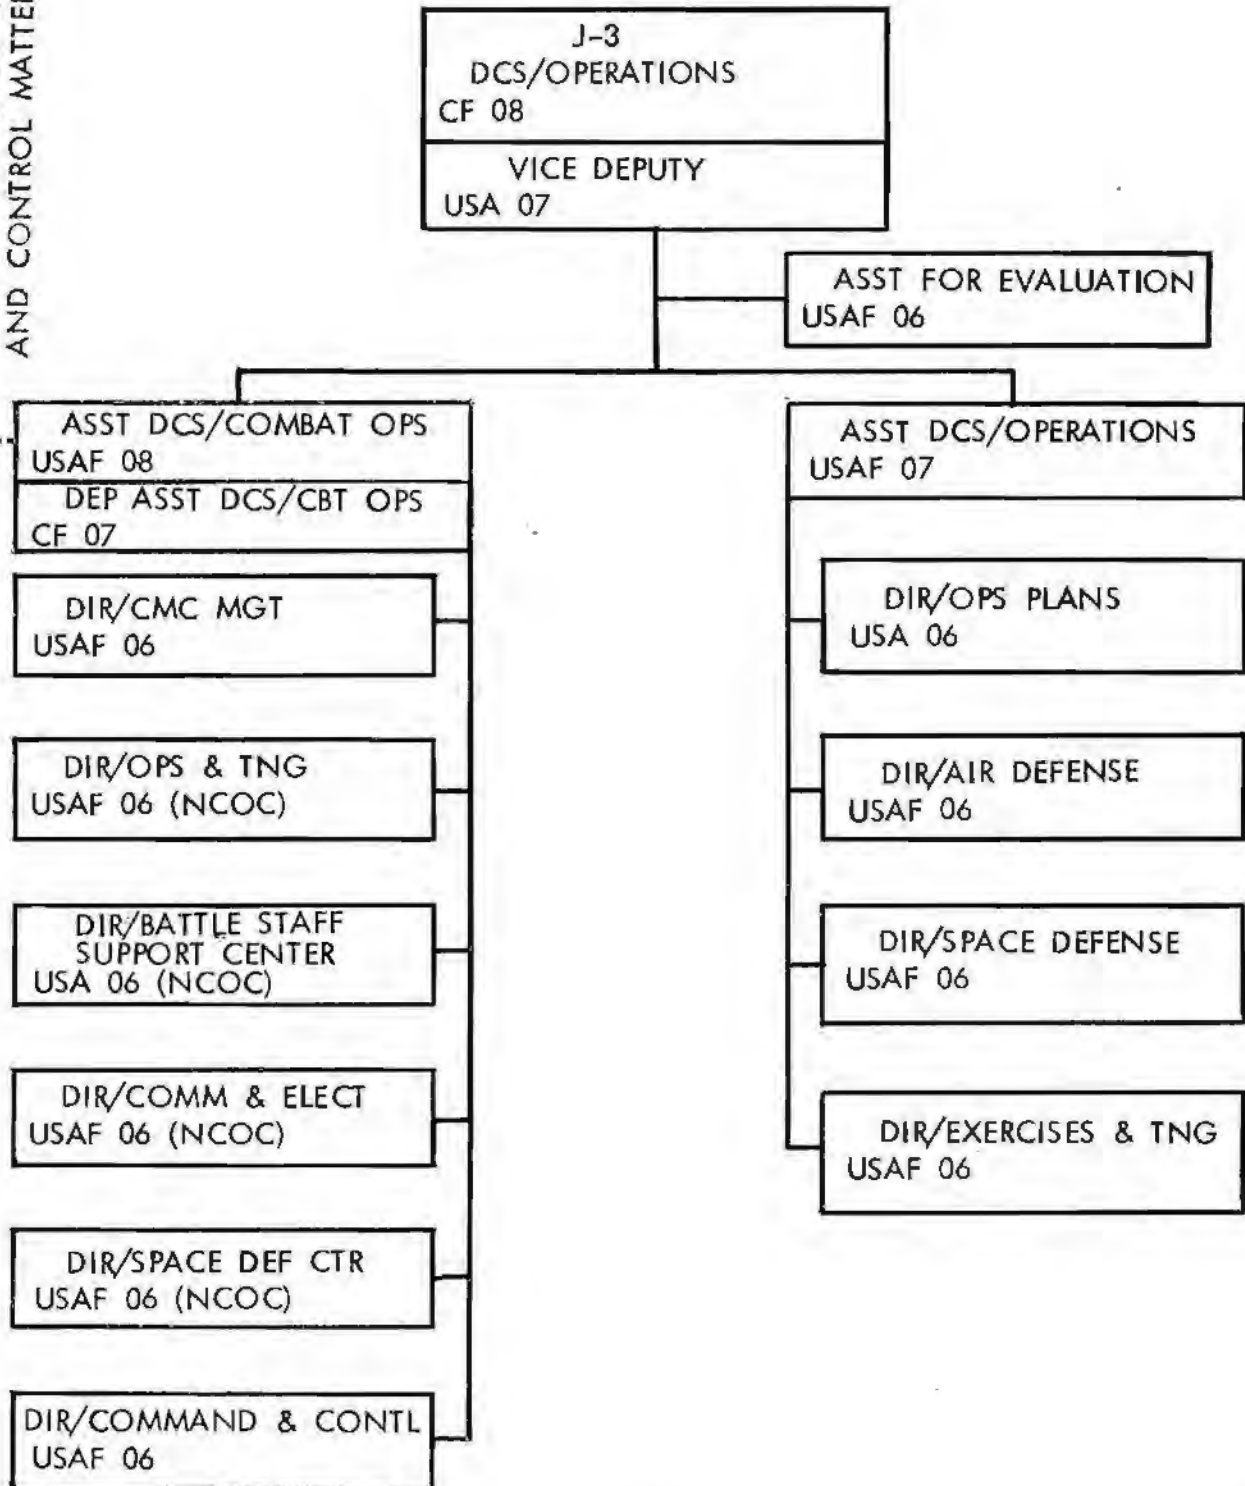 AND CONTROL MATTE
J-3
DCS/OPERATIONS
CF 08
VICE DEPUTY
USA 07
ASST FOR EVALUATION
USAF 06
ASST DCS/COMBAT OPS
USAF 08
DEP ASST DCS/CBT OPS
CF 07
DIR/CMC MGT
USAF 06
DIR/OPS & TNG
USAF 06 (NCOC)
DIR/BATTLE STAFF
SUPPORT CENTER
USA 06 (NCOC)
DIR/COMM & ELECT
USAF 06 (NCOC)
DIR/SPACE DEF CTR
USAF 06 (NCOC)
DIR/COMMAND & CONTL
USAF 06
ASST DCS/OPERATIONS
USAF 07
DIR/OPS PLANS
USA 06
DIR/AIR DEFENSE
USAF 06
DIR/SPACE DEFENSE
USAF 06
DIR/EXERCISES & TNG
USAF 06